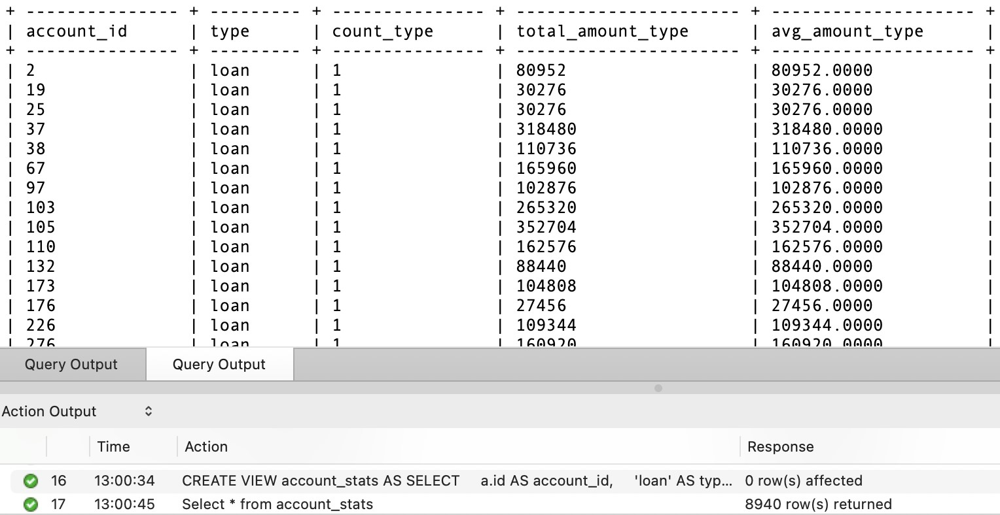 + --------------- + --------- + --------------- + ---------------------- + -------------------- +
| account_id | type | count_type | total_amount_type | avg_amount_type |
+ --------------- + --------- + --------------- + ---------------------- + -------------------- +
| 2 | loan | 1 | 80952 | 80952.0000 |
| 19 | loan | 1 | 30276 | 30276.0000 |
| 25 | loan | 1 | 30276 | 30276.0000 |
| 37 | loan | 1 | 318480 | 318480.0000 |
| 38 | loan | 1 | 110736 | 110736.0000 |
| 67 | loan | 1 | 165960 | 165960.0000 |
| 97 | loan | 1 | 102876 | 102876.0000 |
| 103 | loan | 1 | 265320 | 265320.0000 |
| 105 | loan | 1 | 352704 | 352704.0000 |
| 110 | loan | 1 | 162576 | 162576.0000 |
| 132 | loan | 1 | 88440 | 88440.0000 |
| 173 | loan | 1 | 104808 | 104808.0000 |
| 176 | loan | 1 | 27456 | 27456.0000 |
| 226 | loan | 1 | 109344 | 109344.0000 |
| 276 | loan | 1 | 160920 | 160920.0000 |
Query Output Query Output
Action Output
Time Action Response
16 13:00:34 CREATE VIEW account_stats AS SELECT a.id AS account_id, 'loan' AS typ... 0 row(s) affected
17 13:00:45 Select * from account_stats 8940 row(s) returned